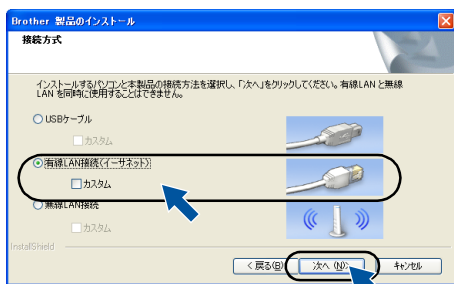 Brother 製品のインストール
接続方式
インストールするパソコンと本製品の接続方法を選択し、「次へ」をクリックしてください。有線LAN と無線
LAN を同時に使用することはできません。
USBケーブル
カスタム
有線LAN接続(イーサネット)
カスタム
無線LAN接続
カスタム
InstallShield
< 戻る(B) 次へ (N)> キャンセル